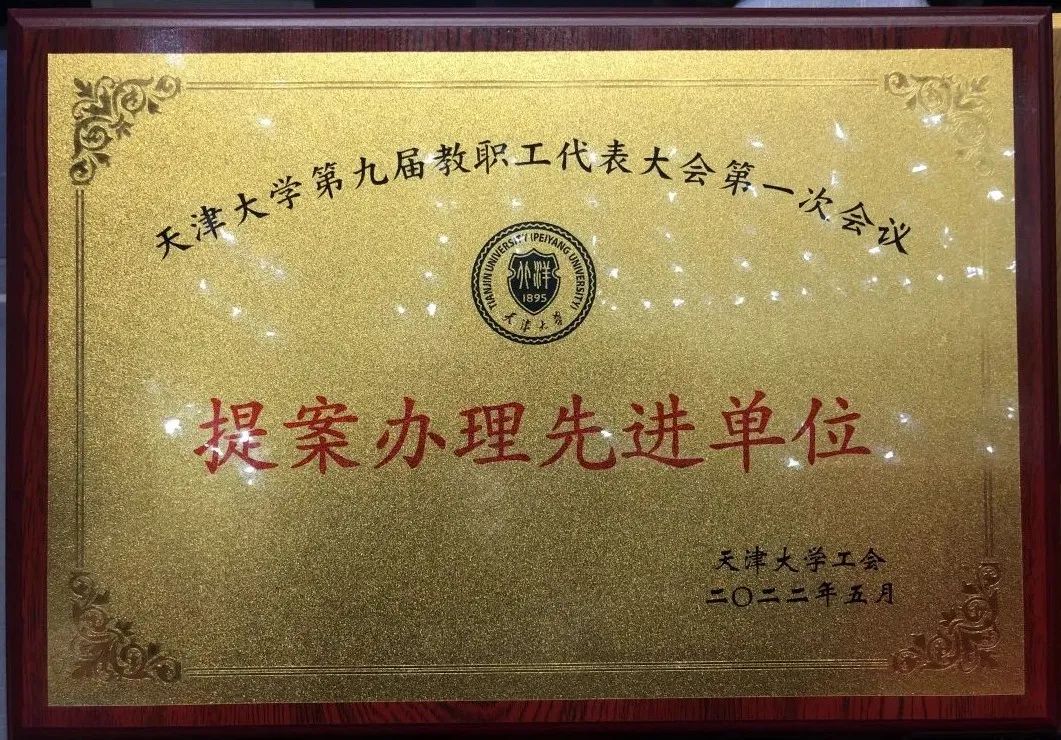 天津大学第九届教职工代表大会第一次会议
TIANJIN UNIVERSITY (PEIYANG UNIVERSITY)
北洋
1895
天津大学
提案办理先进单位
天津大学工会
二〇二二年五月